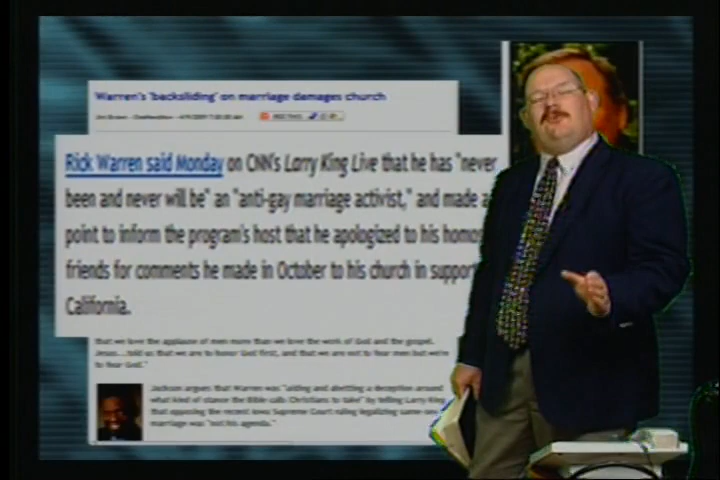 Warren's 'backsliding' on marriage damages church
Rick Warren said Monday on CNN's Larry King Live that he has "never
been and never will be" an "anti-gay marriage activist," and made a
point to inform the program's host that he apologized to his homo
friends for comments he made in October to his church in suppor
California.
that we love the applause of men more than we love the work of God and the gospel.
Jesus... told us that we are to honor God first, and that we are not to fear men but we're
to fear God."
Jackson argues that Warren was "aiding and abetting a deception around
what kind of stance the Bible calls Christians to take" by telling Larry King
that opposing the recent Iowa Supreme Court ruling legalizing same-sex
marriage was "not his agenda."